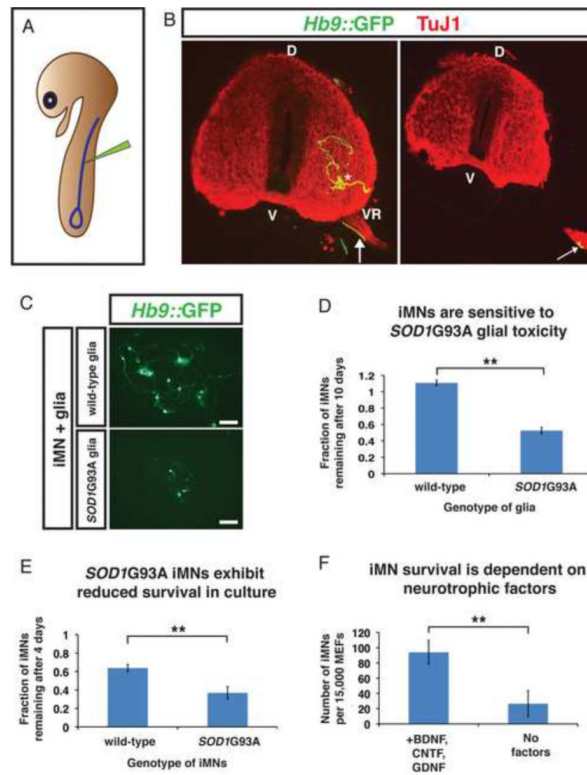 A
B
Hb9::GFP TuJ1
D
*
V
VR
D
V
C
Hb9::GFP
iMN + glia
wild-type glia
SOD1G93A glia
D
iMNs are sensitive to
SOD1G93A glial toxicity
**
Fraction of iMNs
remaining after 10 days
1.2
1
0.8
0.6
0.4
0.2
0
wild-type SOD1G93A
Genotype of glia
E
SOD1G93A iMNs exhibit
reduced survival in culture
**
Fraction of iMNs
remaining after 4 days
1
0.8
0.6
0.4
0.2
0
wild-type SOD1G93A
Genotype of iMNs
F
iMN survival is dependent on
neurotrophic factors
**
Number of iMNs
per 15,000 MEFs
120
100
80
60
40
20
0
+BDNF,
CNTF,
GDNF
No
factors